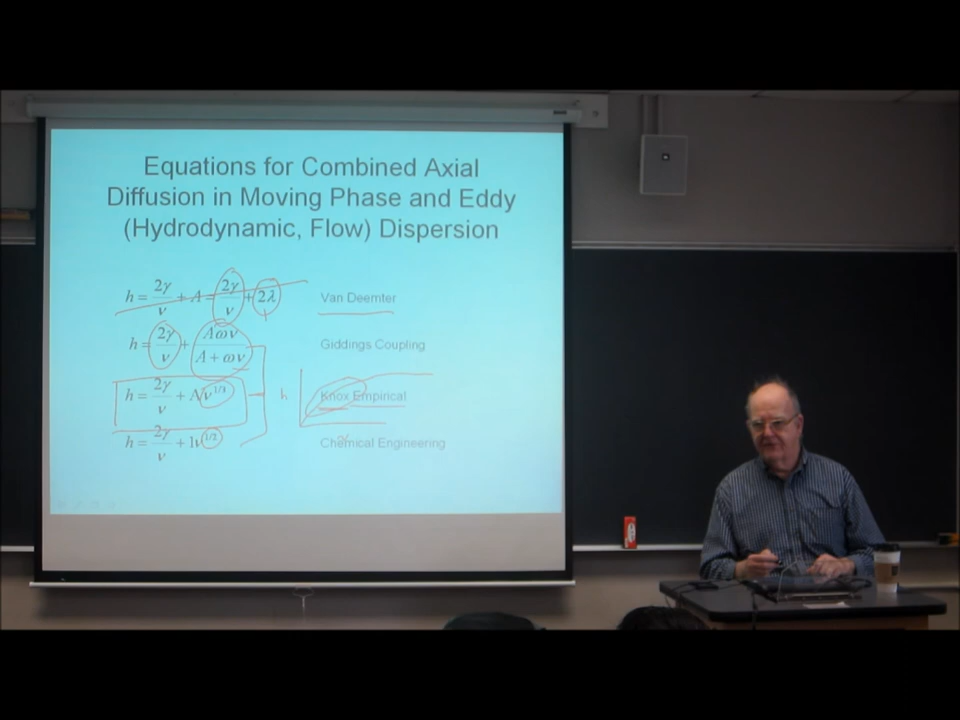 Equations for Combined Axial
Diffusion in Moving Phase and Eddy
(Hydrodynamic, Flow) Dispersion
h = 2γ/ν + A = 2γ/ν + 2λ Van Deemter
h = 2γ/ν + Aων/(A + ων) Giddings Coupling
h = 2γ/ν + Aν^1/3 Knox Empirical
h
h = 2γ/ν + 1ν^1/2 Chemical Engineering